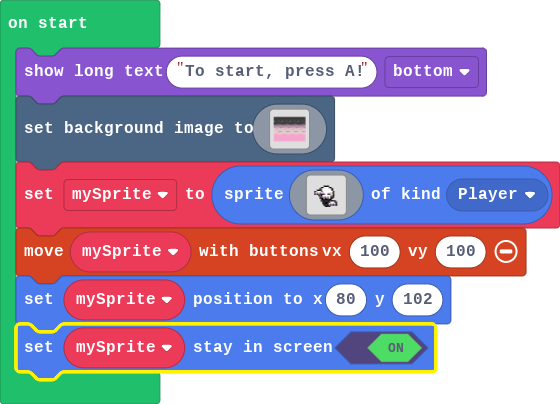 on start
show long text "To start, press A!" bottom
set background image to
set mySprite to sprite of kind Player
move mySprite with buttons vx 100 vy 100
set mySprite position to x 80 y 102
set mySprite stay in screen ON